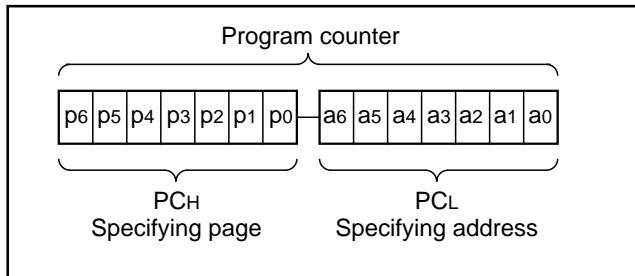 Program counter
p6 p5 p4 p3 p2 p1 p0 a6 a5 a4 a3 a2 a1 a0
PCH PCL
Specifying page Specifying address